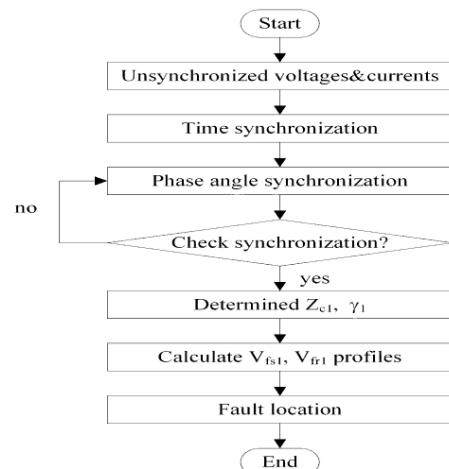 Start
Unsynchronized voltages&currents
Time synchronization
Phase angle synchronization
no
Check synchronization?
yes
Determined Zc1, γ1
Calculate Vfs1, Vfr1 profiles
Fault location
End